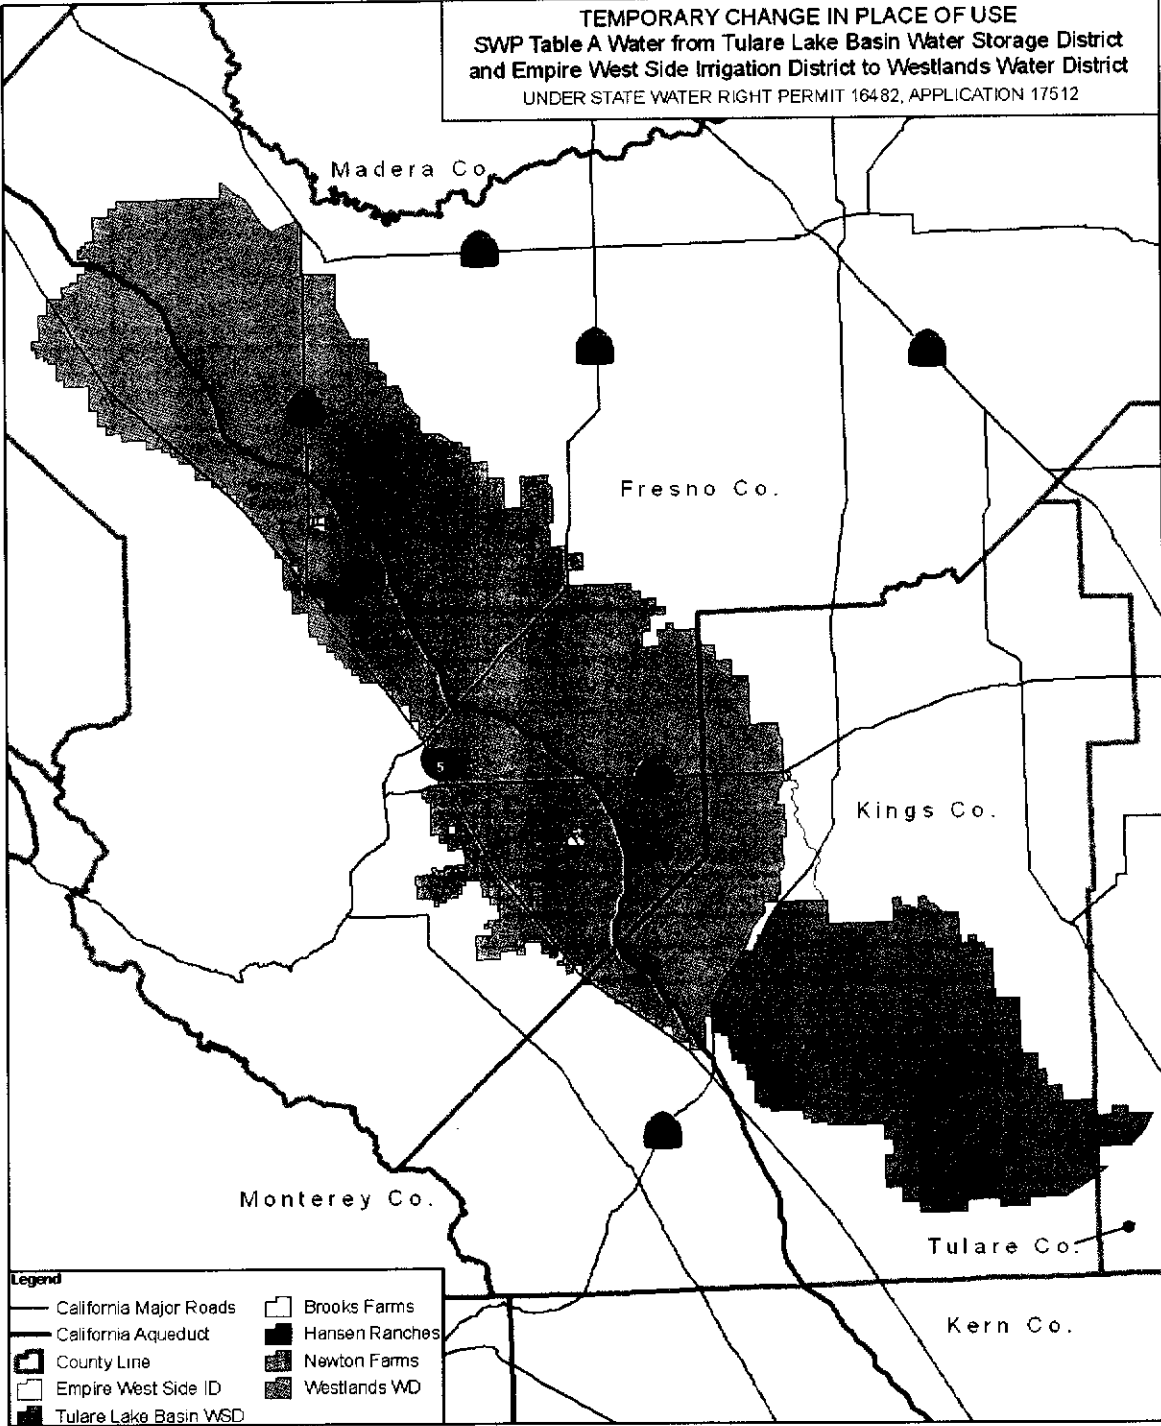 TEMPORARY CHANGE IN PLACE OF USE
SWP Table A Water from Tulare Lake Basin Water Storage District
and Empire West Side Irrigation District to Westlands Water District
UNDER STATE WATER RIGHT PERMIT 16482, APPLICATION 17512
Madera Co.
Fresno Co.
5
Kings Co.
Monterey Co.
Tulare Co.
Kern Co.
Legend
California Major Roads
California Aqueduct
County Line
Empire West Side ID
Tulare Lake Basin WSD
Brooks Farms
Hansen Ranches
Newton Farms
Westlands WD